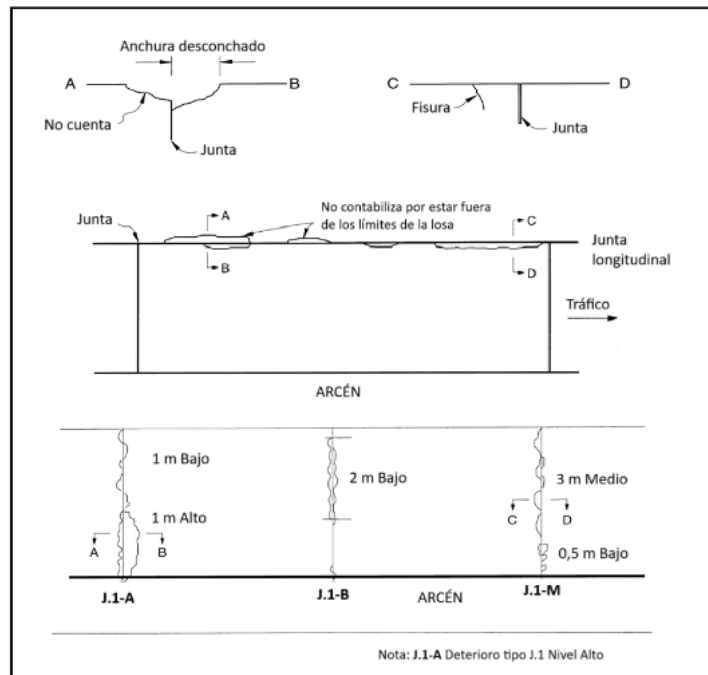 Anchura desconchado
A
B
No cuenta
Junta
C
D
Fisura
Junta
No contabiliza por estar fuera
de los límites de la losa
Junta
A
B
C
D
Junta
longitudinal
Tráfico
ARCÉN
1 m Bajo
1 m Alto
A
B
2 m Bajo
3 m Medio
C
D
0,5 m Bajo
J.1-A
J.1-B
ARCÉN
J.1-M
Nota: J.1-A Deterioro tipo J.1 Nivel Alto